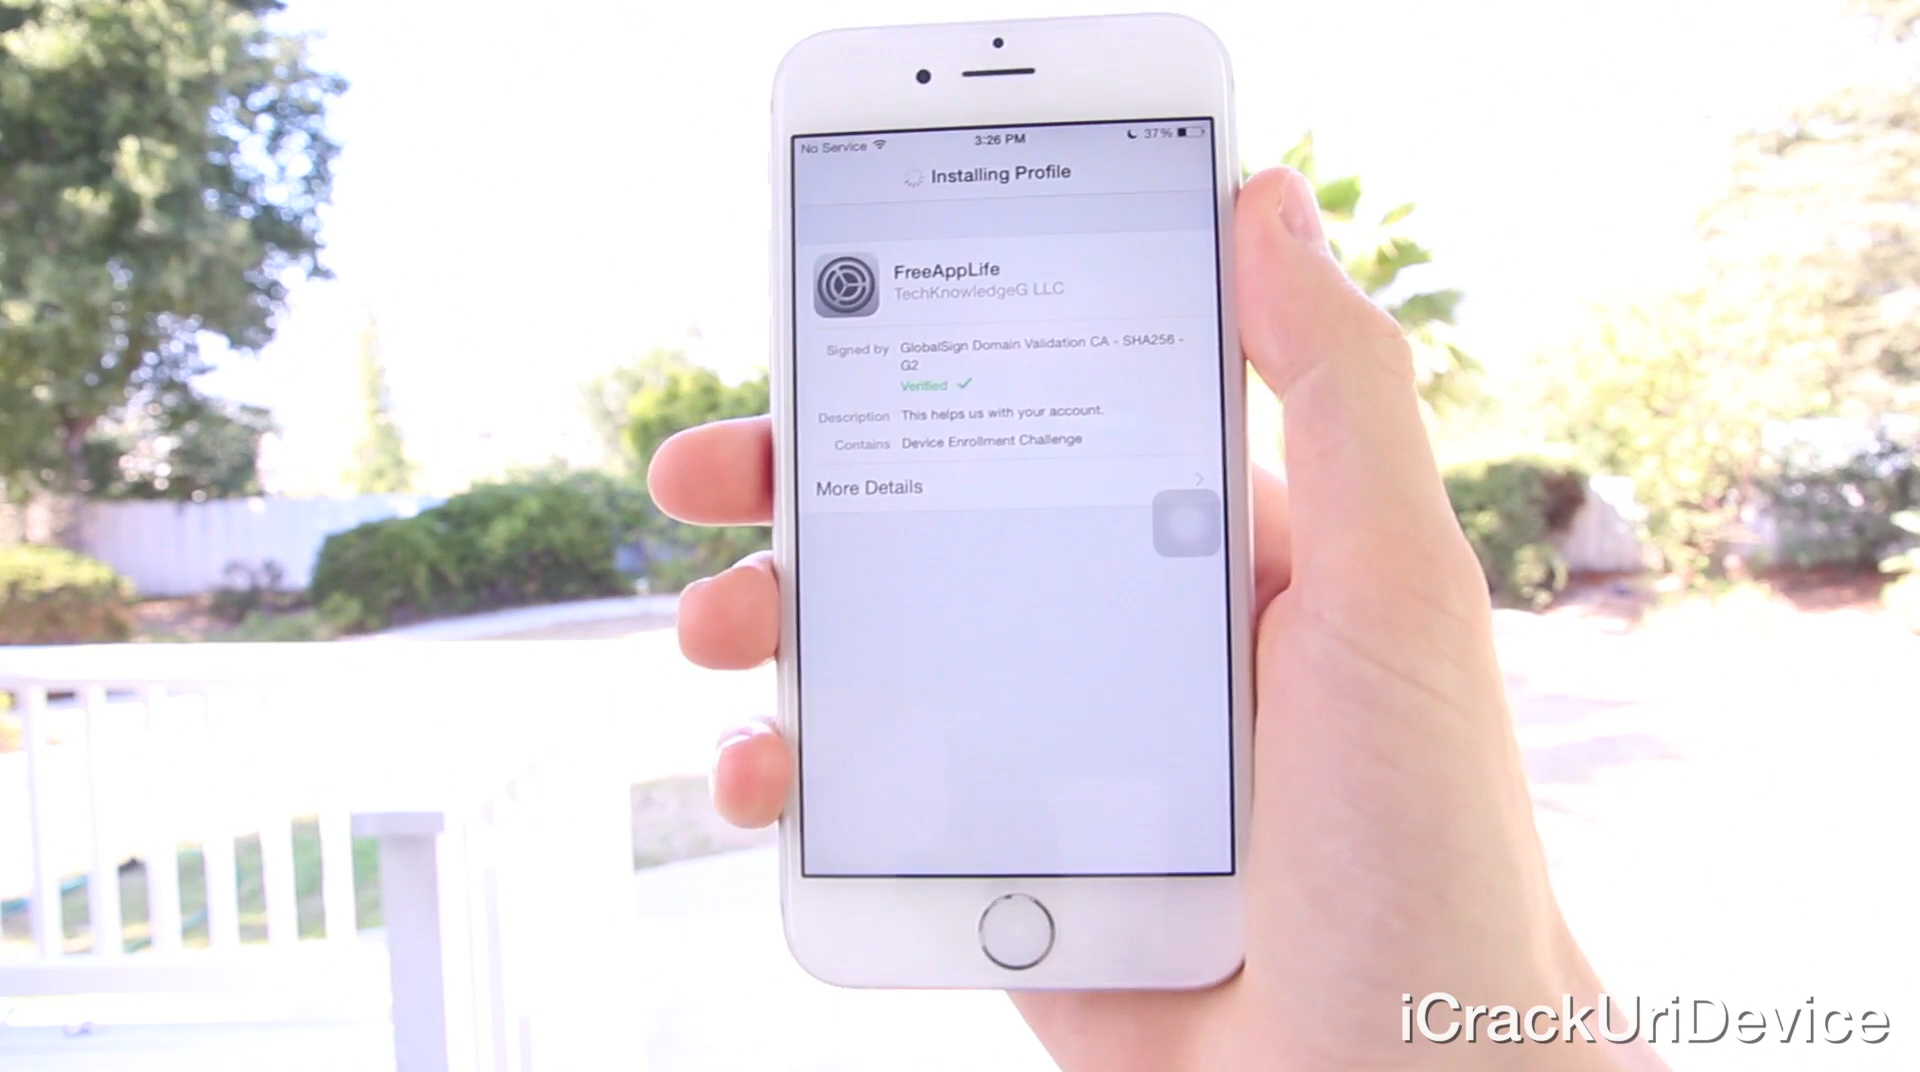 No Service 3:26 PM 37%
Installing Profile
FreeAppLife
TechKnowledgeG LLC
Signed by GlobalSign Domain Validation CA - SHA256 -
G2
Verified ✓
Description This helps us with your account.
Contains Device Enrollment Challenge
More Details
iCrackUriDevice